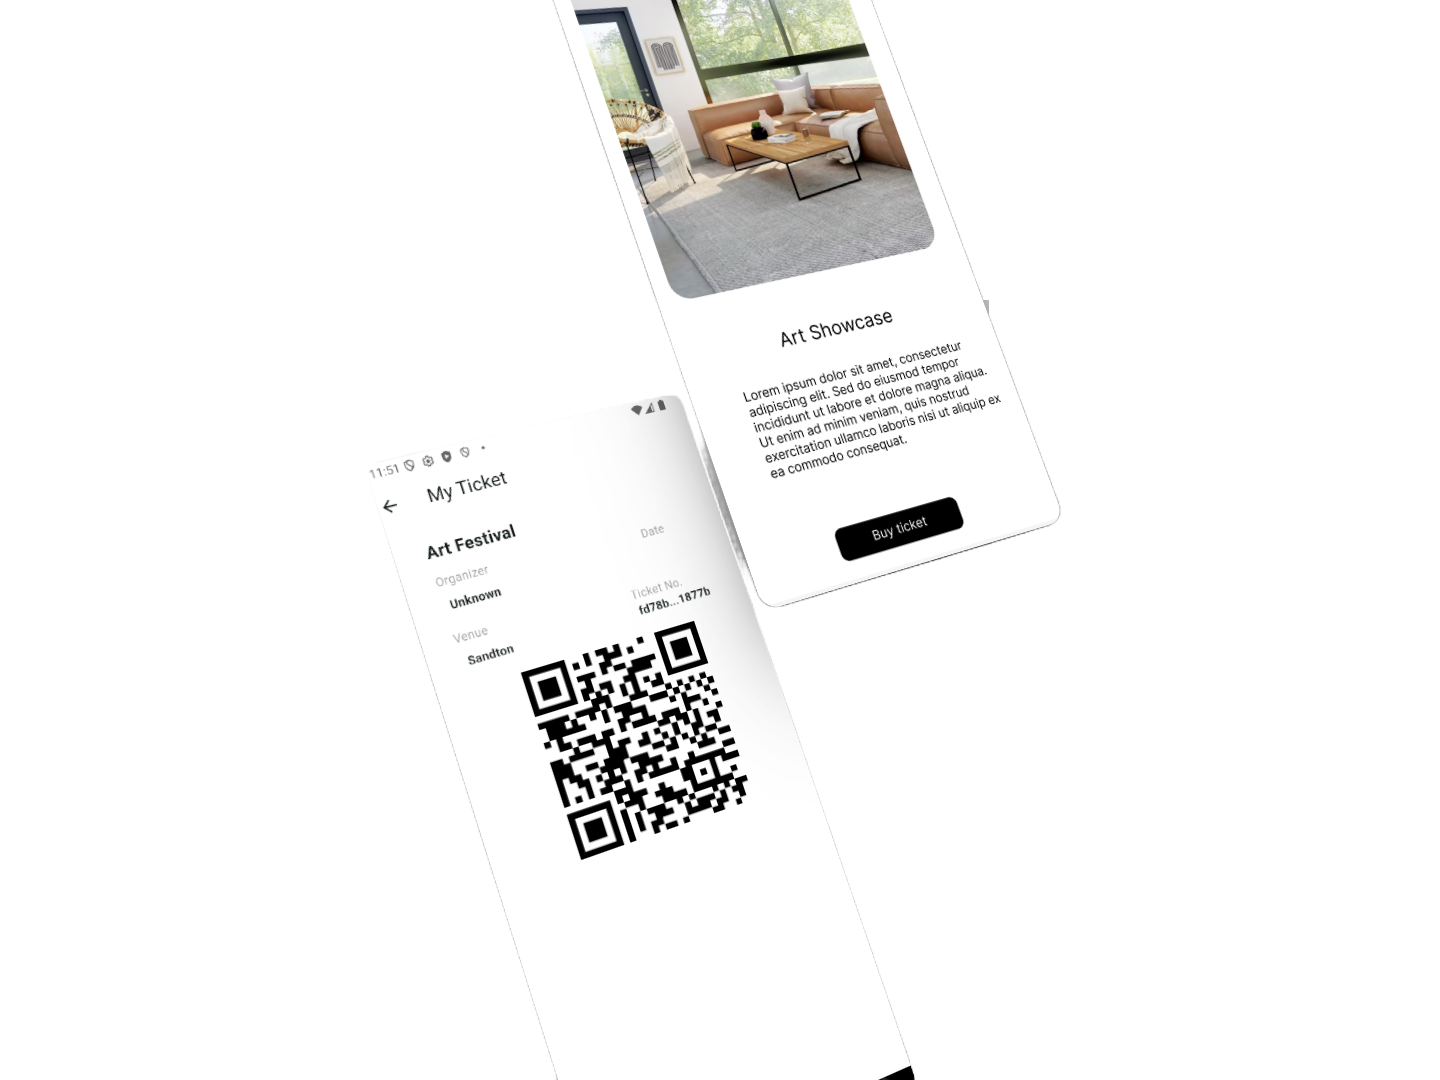 Art Showcase
Lorem ipsum dolor sit amet, consectetur
adipiscing elit. Sed do eiusmod tempor
incididunt ut labore et dolore magna aliqua.
Ut enim ad minim veniam, quis nostrud
exercitation ullamco laboris nisi ut aliquip ex
ea commodo consequat.
Buy ticket
11:51
My Ticket
Art Festival
Date
Organizer
Unknown
Ticket No.
fd78b...1877b
Venue
Sandton